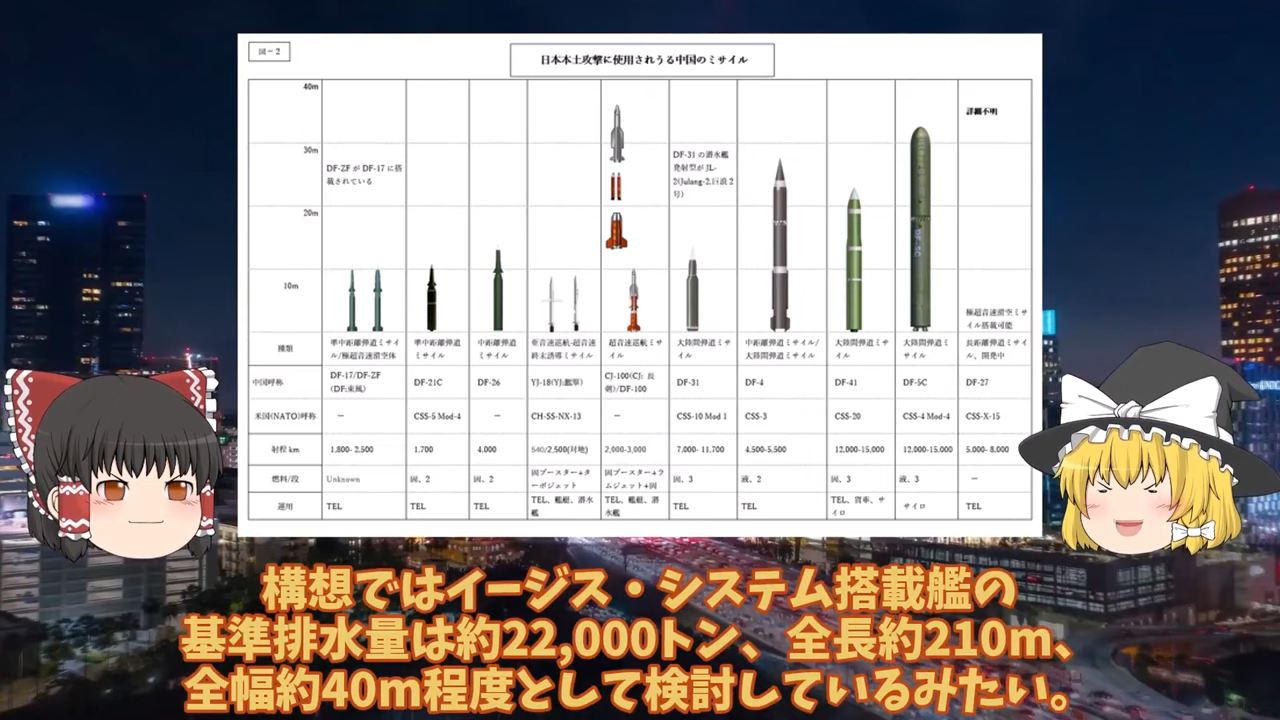 図－2
日本本土攻撃に使用されうる中国のミサイル
40m
30m
20m
10m
DF-ZF が DF-17 に搭
載されている
DF-31 の潜水艦
発射型が JL-
2(Julang-2,巨浪 2
号)
詳細不明
極超音速滑空ミサ
イル搭載可能
種類
準中距離弾道ミサイ
ル/極超音速滑空体
準中距離弾道
ミサイル
中距離弾道
ミサイル
亜音速巡航-超音速
終末誘導ミサイル
超音速巡航ミサ
イル
大陸間弾道ミサ
イル
中距離弾道ミサイル/
大陸間弾道ミサイル
大陸間弾道ミサ
イル
大陸間弾道ミ
サイル
長距離弾道ミサイ
ル、開発中
中国呼称
DF-17/DF-ZF
(DF:東風)
DF-21C
DF-26
YJ-18(YJ:鷹撃)
CJ-100(CJ: 長
剣)/DF-100
DF-31
DF-4
DF-41
DF-5C
DF-27
米国(NATO)呼称
－
CSS-5 Mod-4
－
CH-SS-NX-13
－
CSS-10 Mod 1
CSS-3
CSS-20
CSS-4 Mod-4
CSS-X-15
射程 km
1,800- 2,500
1,700
4,000
540/2,500(対地)
2,000-3,000
7,000- 11,700
4,500-5,500
12,000-15,000
12,000-15,000
5,000- 8,000
燃料/段
Unknown
固、2
固、2
固ブースター+タ
ーボジェット
固ブースター+ラ
ムジェット+固
固、3
液、2
固、3
液、3
－
運用
TEL
TEL
TEL
TEL、艦艇、潜水
艦
TEL、艦艇、潜
水艦
TEL
TEL
TEL、貨車、サ
イロ
サイロ
TEL
DF-5C
構想ではイージス・システム搭載艦の
基準排水量は約22,000トン、全長約210m、
全幅約40m程度として検討しているみたい。